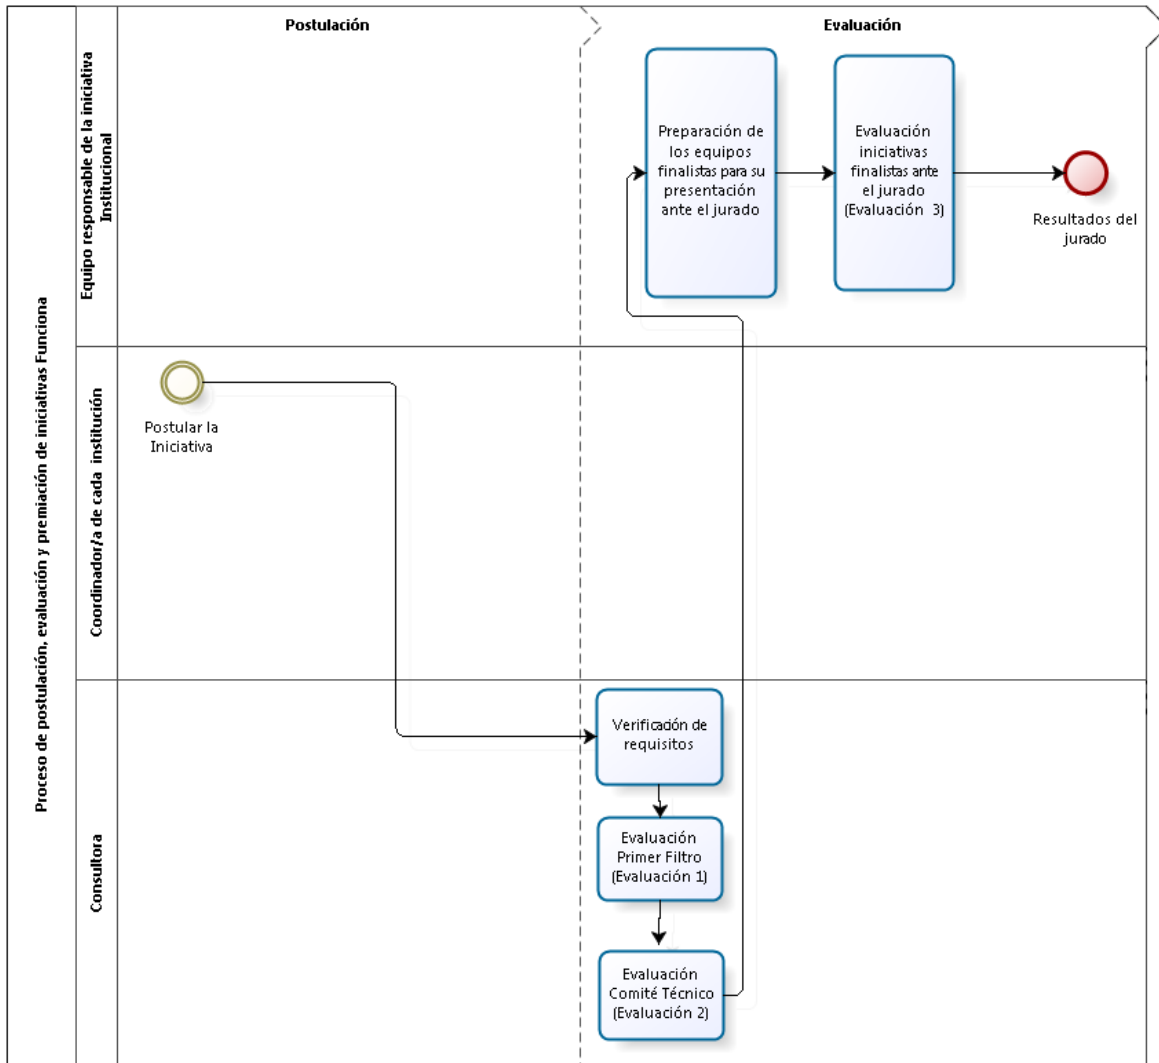 Postulación
Evaluación
Proceso de postulación, evaluación y premiación de iniciativas Funciona
Equipo responsable de la iniciativa
Institucional
Preparación de
los equipos
finalistas para su
presentación
ante el jurado
Evaluación
iniciativas
finalistas ante
el jurado
(Evaluación 3)
Resultados del
jurado
Coordinador/a de cada institución
Postular la
Iniciativa
Consultora
Verificación de
requisitos
Evaluación
Primer Filtro
(Evaluación 1)
Evaluación
Comité Técnico
(Evaluación 2)